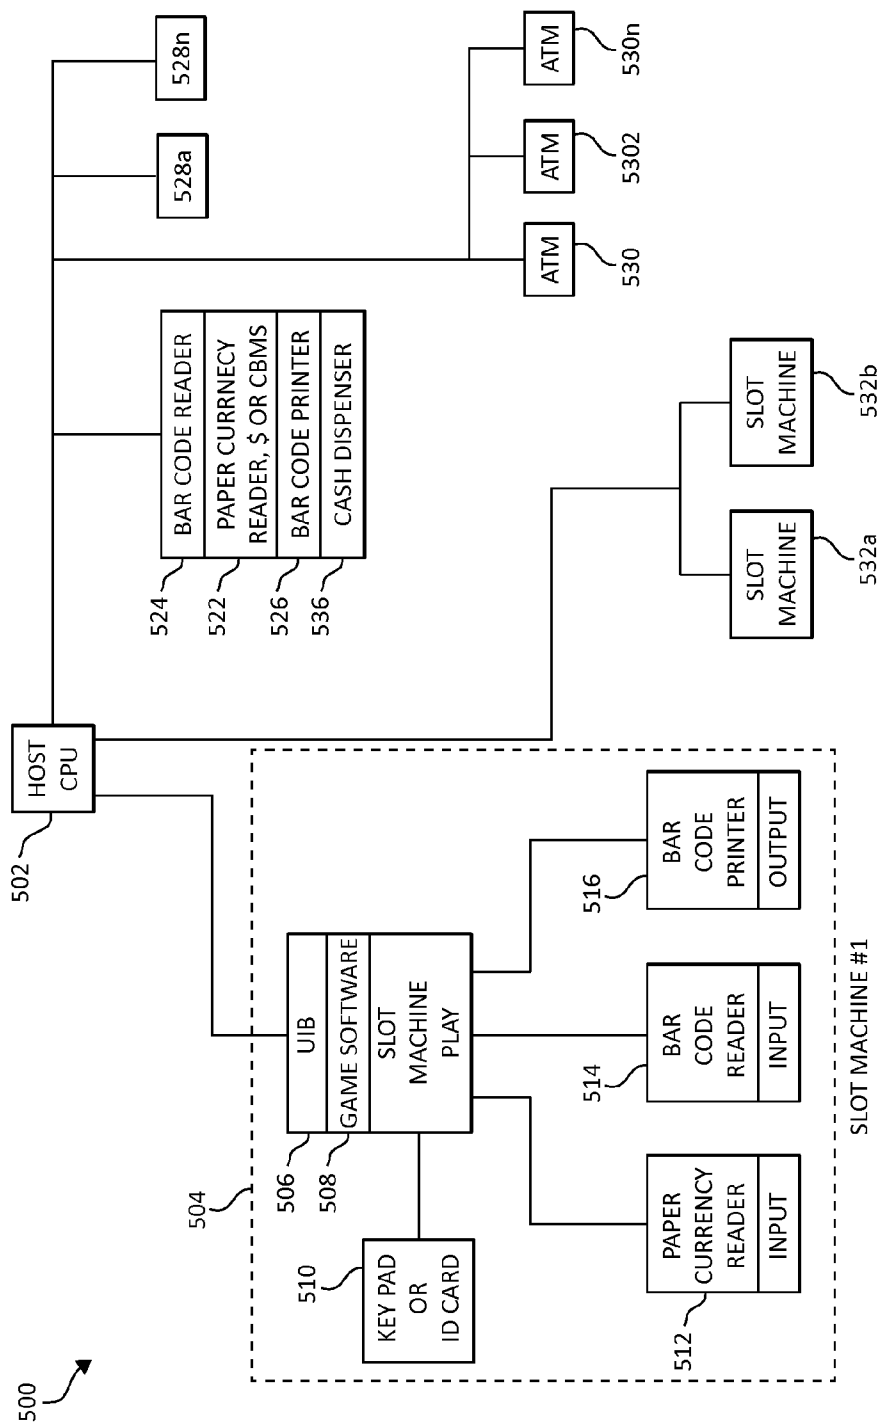 500
502
HOST
CPU
524
BAR CODE READER
522
PAPER CURRNECY
READER, $ OR CBMS
526
BAR CODE PRINTER
536
CASH DISPENSER
528a
528n
ATM
530
ATM
5302
ATM
530n
504
506
UIB
508
GAME SOFTWARE
SLOT
MACHINE
PLAY
510
KEY PAD
OR
ID CARD
512
PAPER
CURRENCY
READER
INPUT
514
BAR
CODE
READER
INPUT
516
BAR
CODE
PRINTER
OUTPUT
SLOT MACHINE #1
SLOT
MACHINE
532a
SLOT
MACHINE
532b